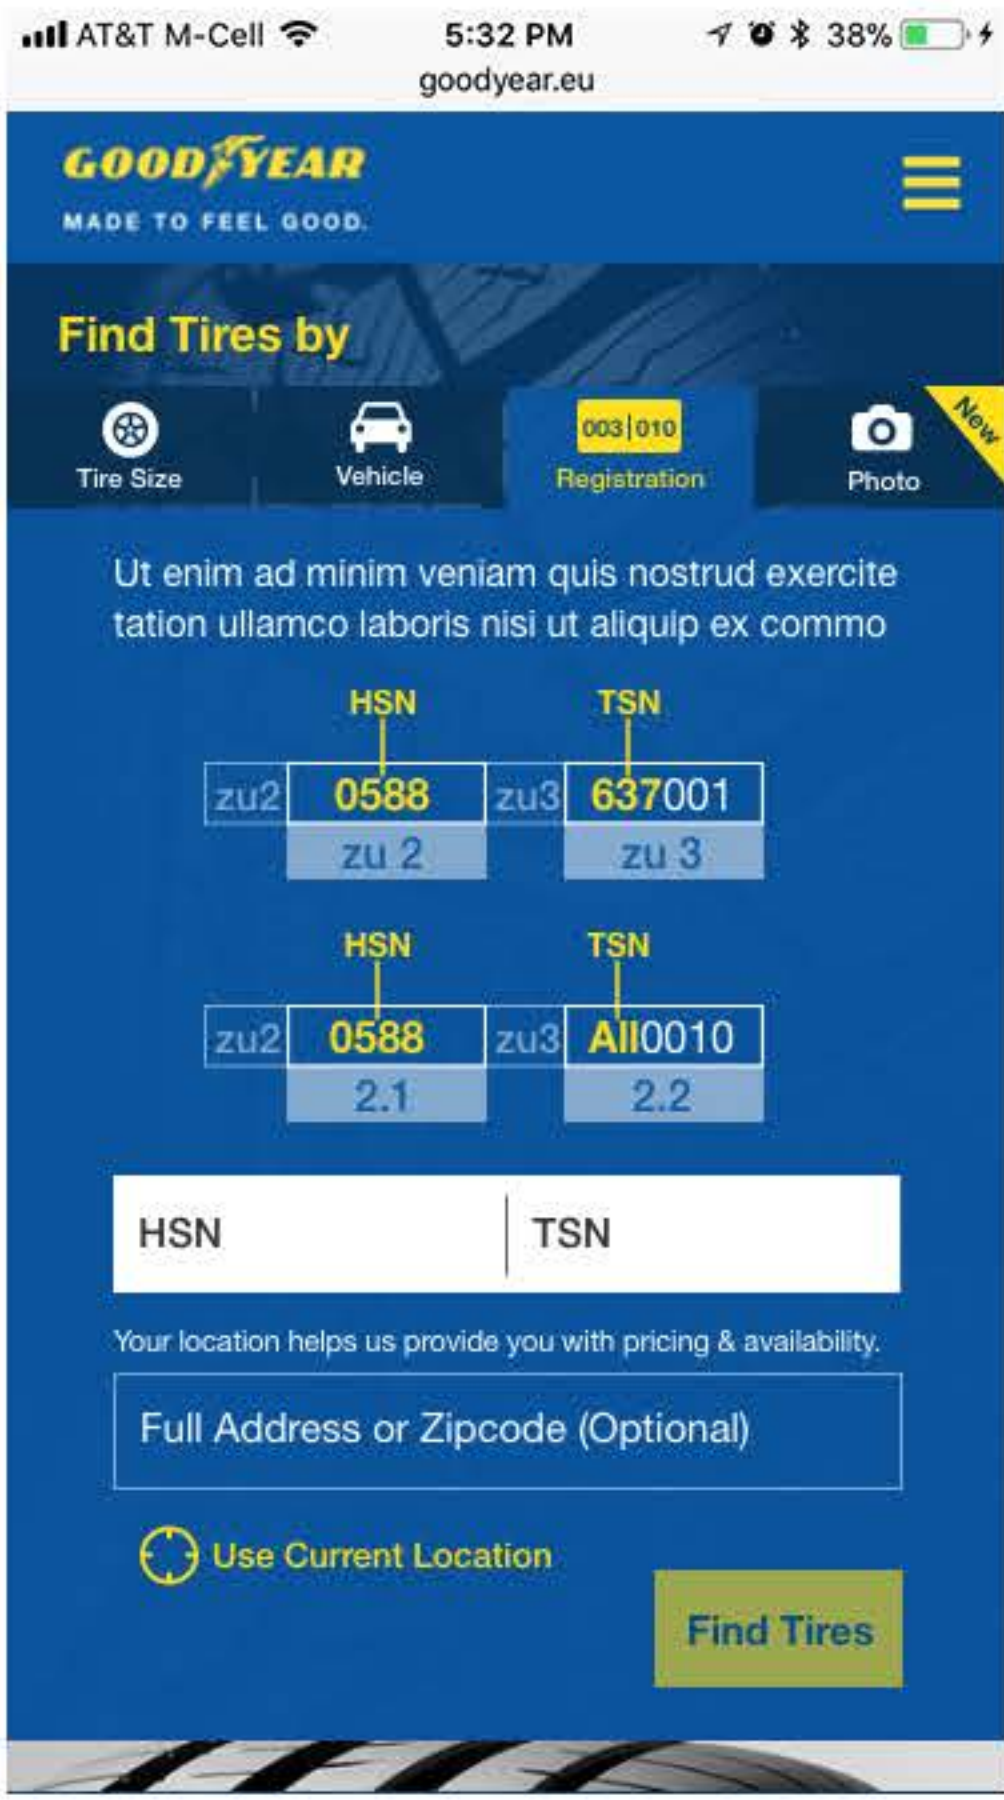 AT&T M-Cell 5:32 PM 38%
goodyear.eu
GOODYEAR
MADE TO FEEL GOOD.
Find Tires by
Tire Size
Vehicle
003|010
Registration
Photo
New
Ut enim ad minim veniam quis nostrud exercite
tation ullamco laboris nisi ut aliquip ex commo
HSN TSN
zu2 0588 zu3 637001
zu 2 zu 3
HSN TSN
zu2 0588 zu3 All0010
2.1 2.2
HSN TSN
Your location helps us provide you with pricing & availability.
Full Address or Zipcode (Optional)
Use Current Location
Find Tires